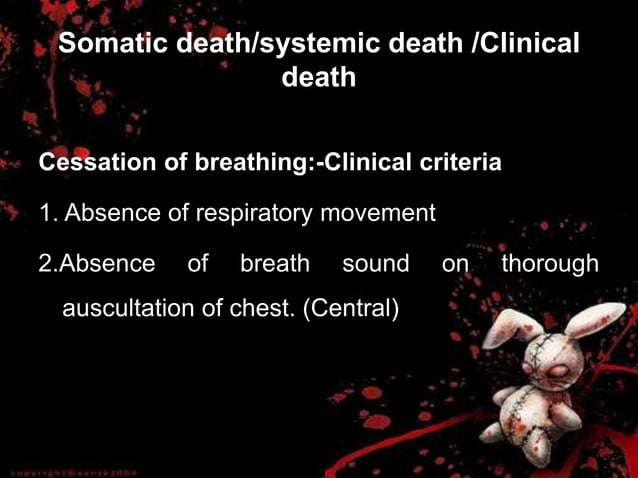 Somatic death/systemic death /Clinical
death
Cessation of breathing:-Clinical criteria
1. Absence of respiratory movement
2.Absence of breath sound on thorough
auscultation of chest. (Central)